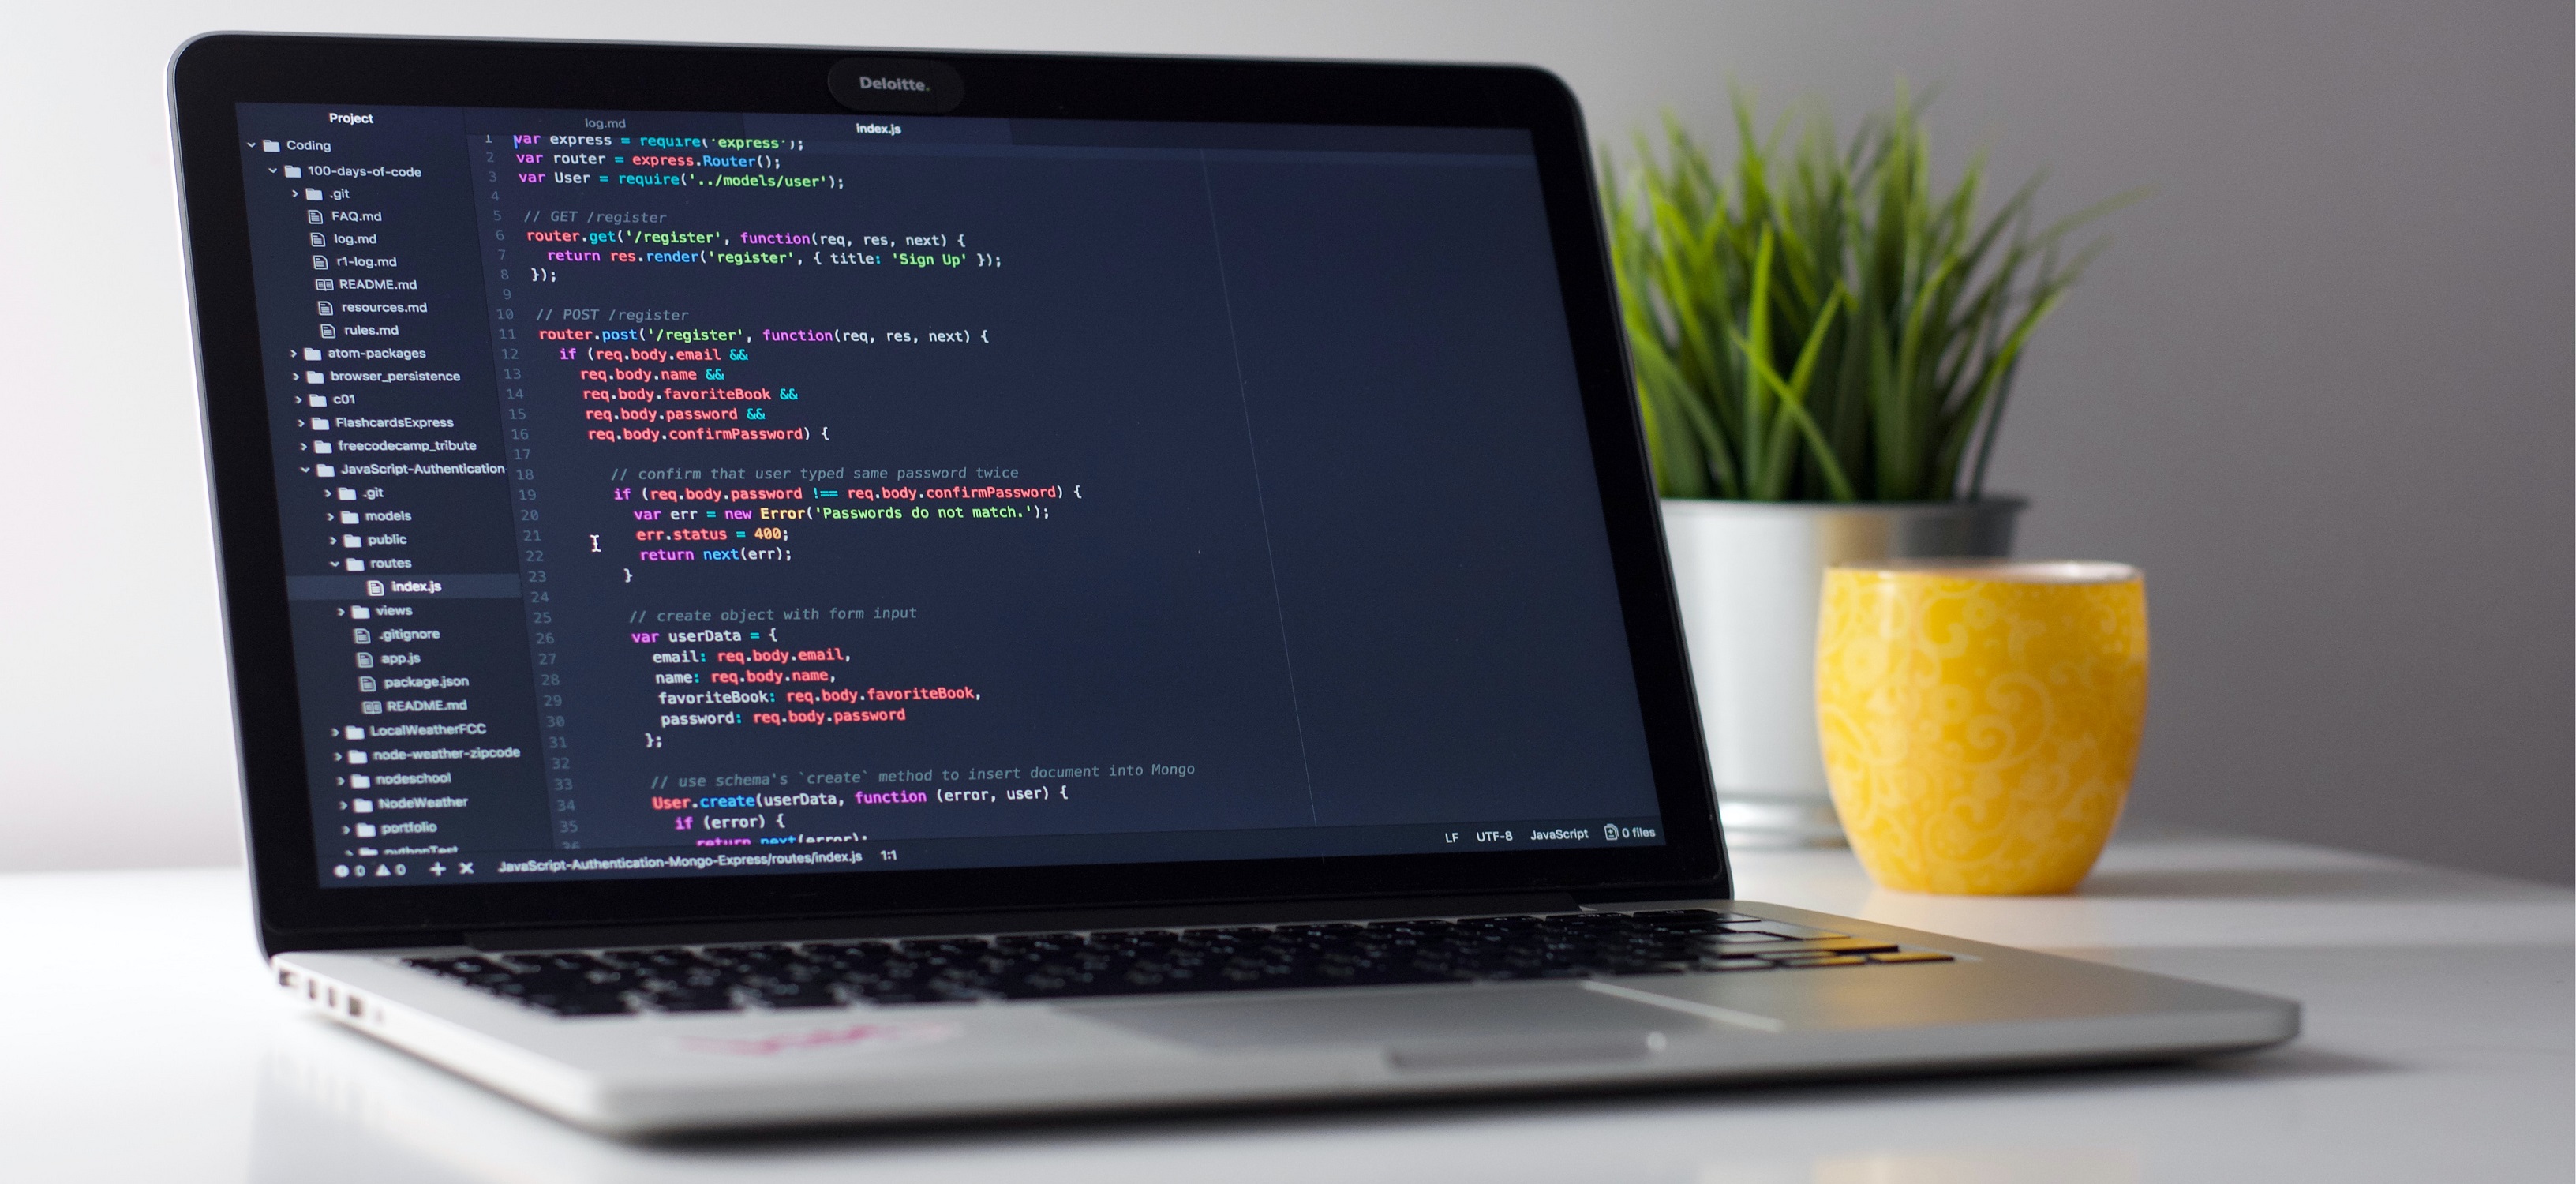 Deloitte.
Project
Coding
100-days-of-code
.git
FAQ.md
log.md
r1-log.md
README.md
resources.md
rules.md
atom-packages
browser_persistence
c01
FlashcardsExpress
freecodecamp_tribute
JavaScript-Authentication
.git
models
public
routes
index.js
views
.gitignore
app.js
package.json
README.md
LocalWeatherFCC
node-weather-zipcode
nodeschool
NodeWeather
portfolio
pythonTest
log.md index.js
1 var express = require('express');
2 var router = express.Router();
3 var User = require('../models/user');
4
5 // GET /register
6 router.get('/register', function(req, res, next) {
7 return res.render('register', { title: 'Sign Up' });
8 });
9
10 // POST /register
11 router.post('/register', function(req, res, next) {
12 if (req.body.email &&
13 req.body.name &&
14 req.body.favoriteBook &&
15 req.body.password &&
16 req.body.confirmPassword) {
17
18 // confirm that user typed same password twice
19 if (req.body.password !== req.body.confirmPassword) {
20 var err = new Error('Passwords do not match.');
21 err.status = 400;
22 return next(err);
23 }
24
25 // create object with form input
26 var userData = {
27 email: req.body.email,
28 name: req.body.name,
29 favoriteBook: req.body.favoriteBook,
30 password: req.body.password
31 };
32
33 // use schema's `create` method to insert document into Mongo
34 User.create(userData, function (error, user) {
35 if (error) {
36 return next(error);
0 0 + × JavaScript-Authentication-Mongo-Express/routes/index.js 1:1 LF UTF-8 JavaScript 0 files